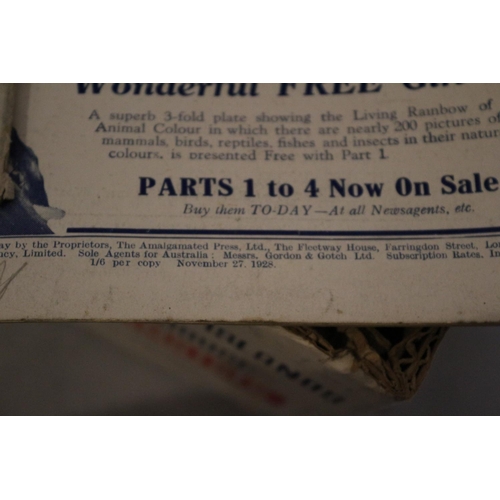 Wonderful FREE
A superb 3-fold plate showing the Living Rainbow of
Animal Colour in which there are nearly 200 pictures of
mammals, birds, reptiles, fishes and insects in their natur
colours, is presented Free with Part 1.
PARTS 1 to 4 Now On Sale
Buy them TO-DAY—At all Newsagents, etc.
ay by the Proprietors, The Amalgamated Press, Ltd., The Fleetway House, Farringdon Street, Lon
ncy, Limited. Sole Agents for Australia: Messrs. Gordon & Gotch Ltd. Subscription Rates, In
1/6 per copy November 27, 1928.